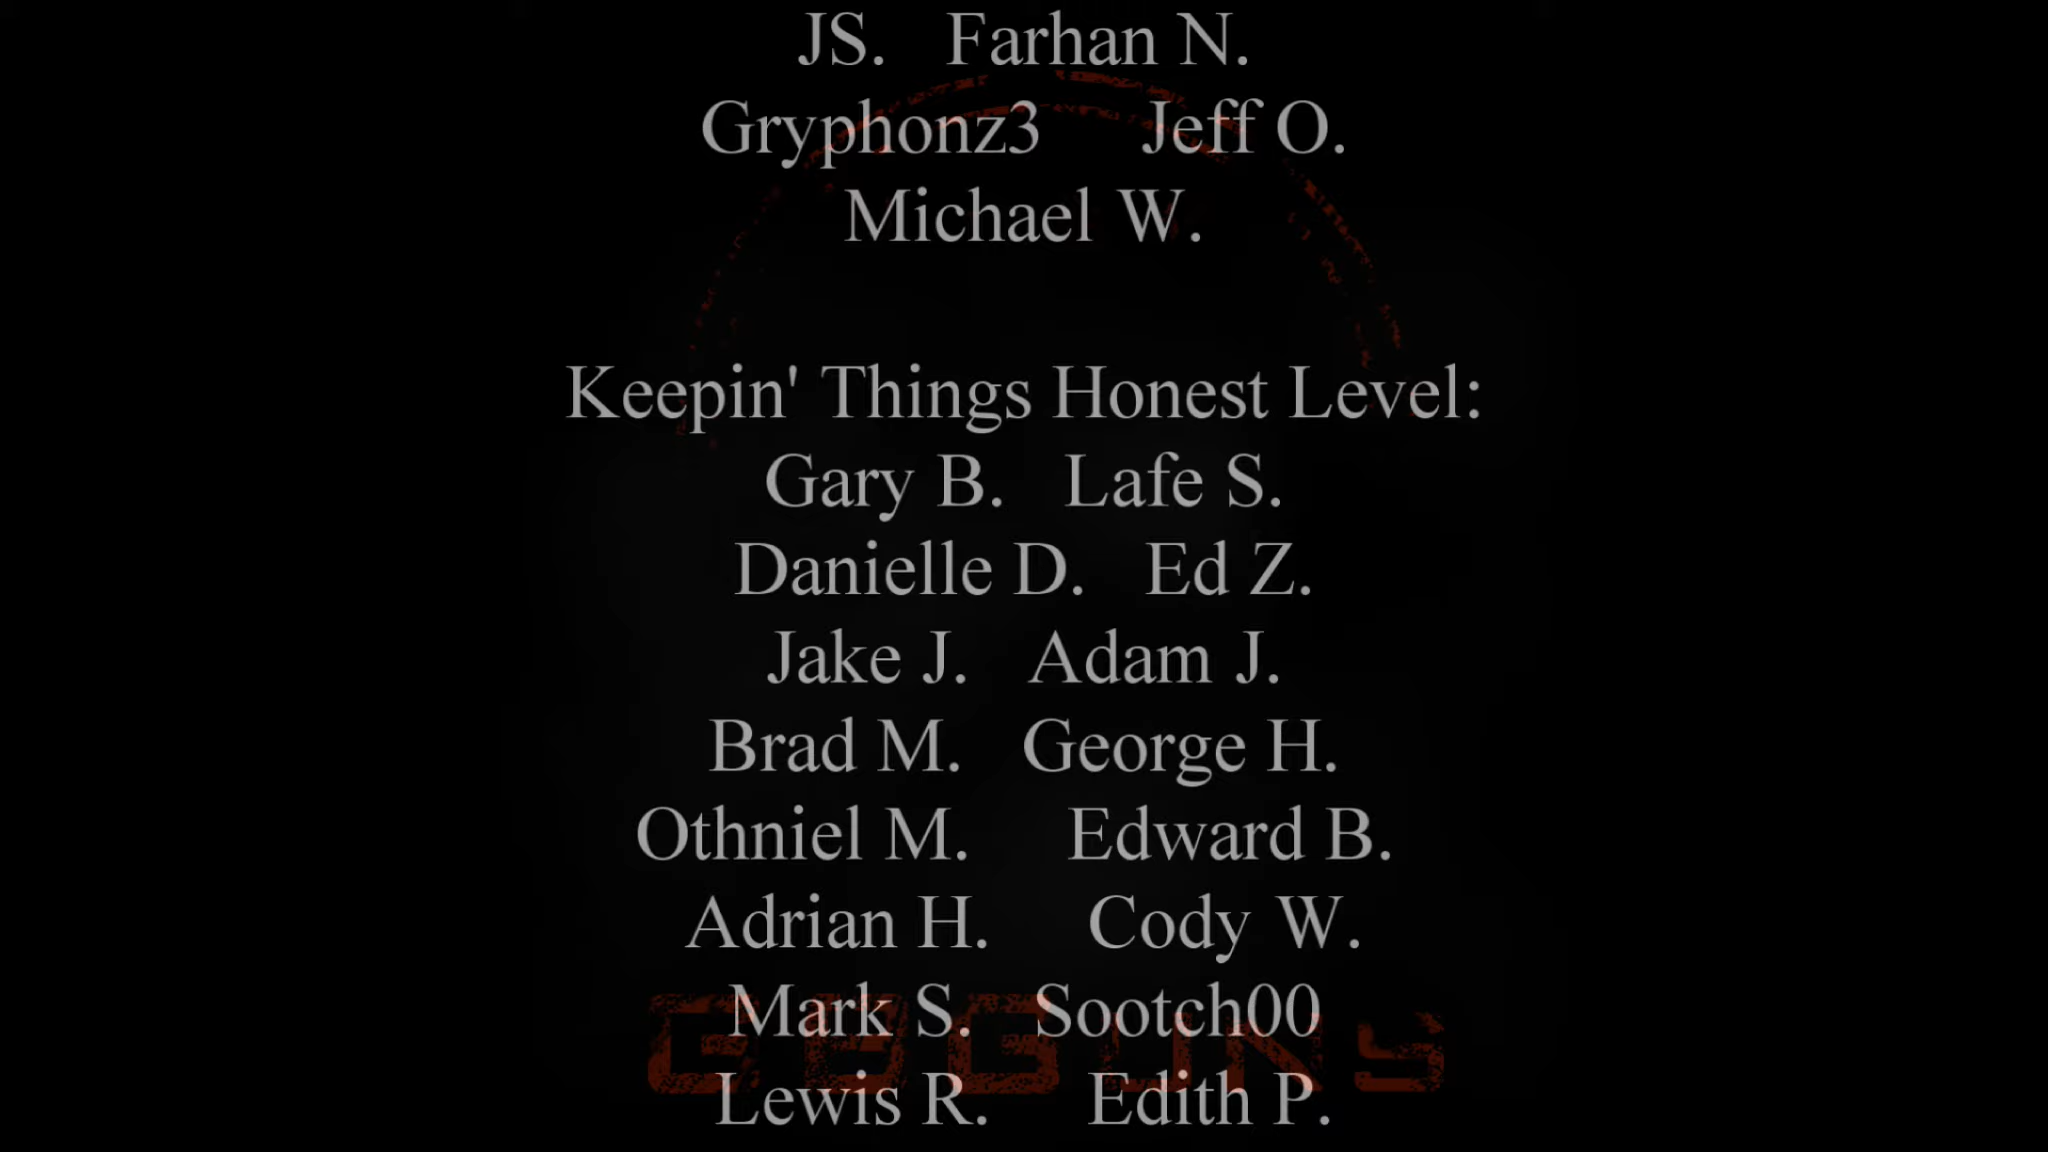 JS. Farhan N.
Gryphonz3 Jeff O.
Michael W.
Keepin' Things Honest Level:
Gary B. Lafe S.
Danielle D. Ed Z.
Jake J. Adam J.
Brad M. George H.
Othniel M. Edward B.
Adrian H. Cody W.
Mark S. Sootch00
GBGUNS
Lewis R. Edith P.